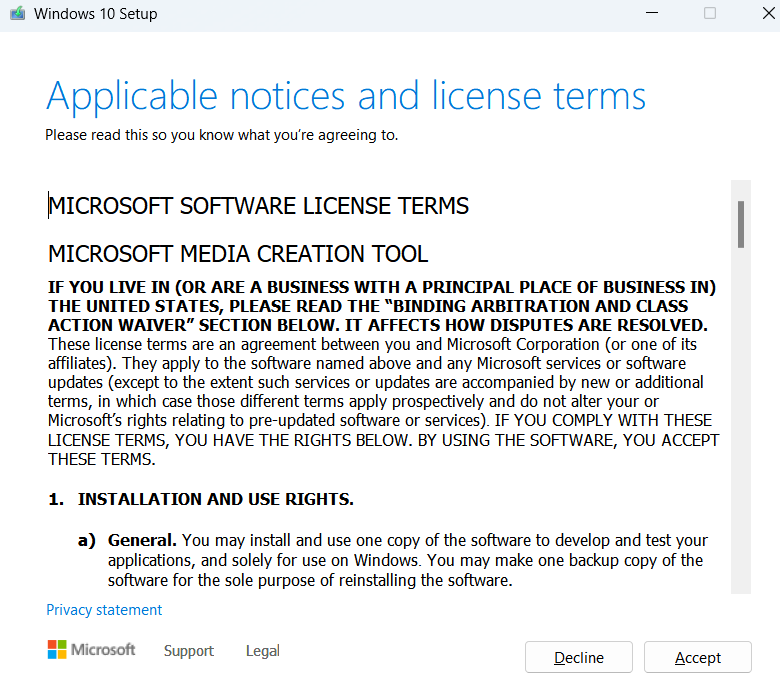 Windows 10 Setup
Applicable notices and license terms
Please read this so you know what you're agreeing to.
MICROSOFT SOFTWARE LICENSE TERMS
MICROSOFT MEDIA CREATION TOOL
IF YOU LIVE IN (OR ARE A BUSINESS WITH A PRINCIPAL PLACE OF BUSINESS IN)
THE UNITED STATES, PLEASE READ THE “BINDING ARBITRATION AND CLASS
ACTION WAIVER” SECTION BELOW. IT AFFECTS HOW DISPUTES ARE RESOLVED.
These license terms are an agreement between you and Microsoft Corporation (or one of its
affiliates). They apply to the software named above and any Microsoft services or software
updates (except to the extent such services or updates are accompanied by new or additional
terms, in which case those different terms apply prospectively and do not alter your or
Microsoft’s rights relating to pre-updated software or services). IF YOU COMPLY WITH THESE
LICENSE TERMS, YOU HAVE THE RIGHTS BELOW. BY USING THE SOFTWARE, YOU ACCEPT
THESE TERMS.
1. INSTALLATION AND USE RIGHTS.
a) General. You may install and use one copy of the software to develop and test your
applications, and solely for use on Windows. You may make one backup copy of the
software for the sole purpose of reinstalling the software.
Privacy statement
Microsoft Support Legal
Decline Accept